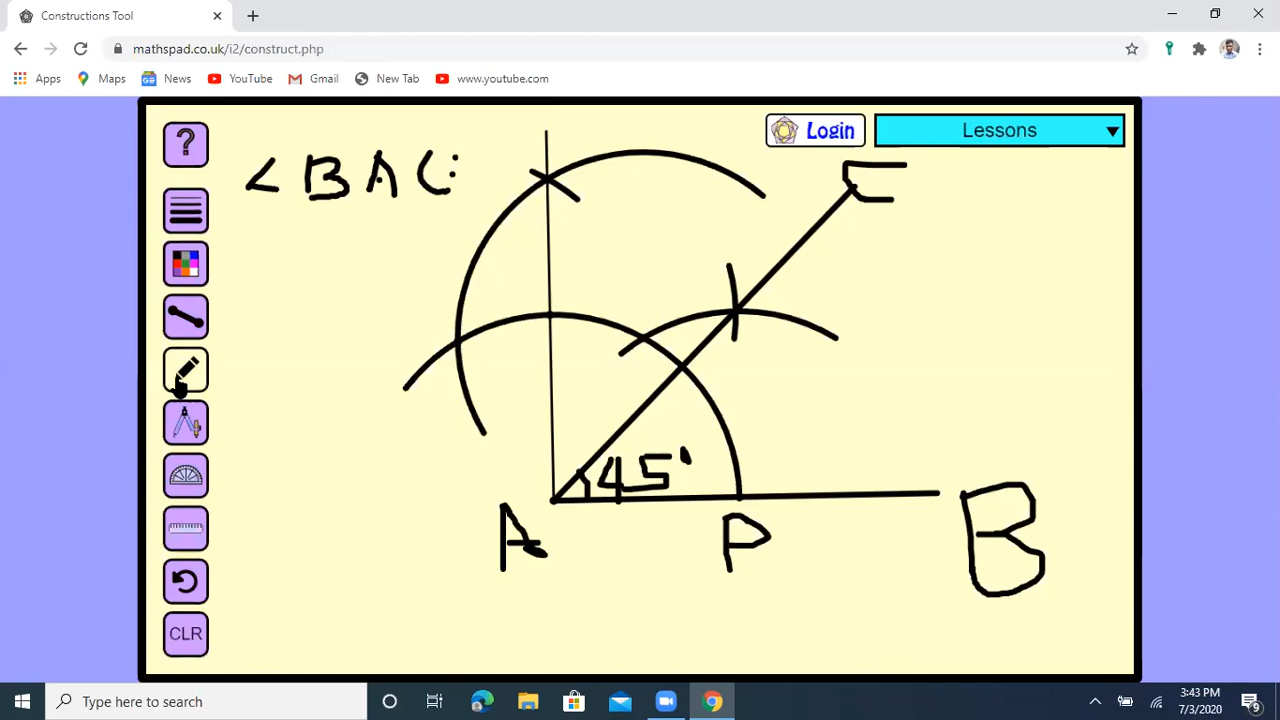 Constructions Tool
mathspad.co.uk/i2/construct.php
Apps Maps News YouTube Gmail New Tab www.youtube.com
? Login Lessons
∠BAC
C
45°
A P B
CLR
Type here to search
3:43 PM
7/3/2020
9